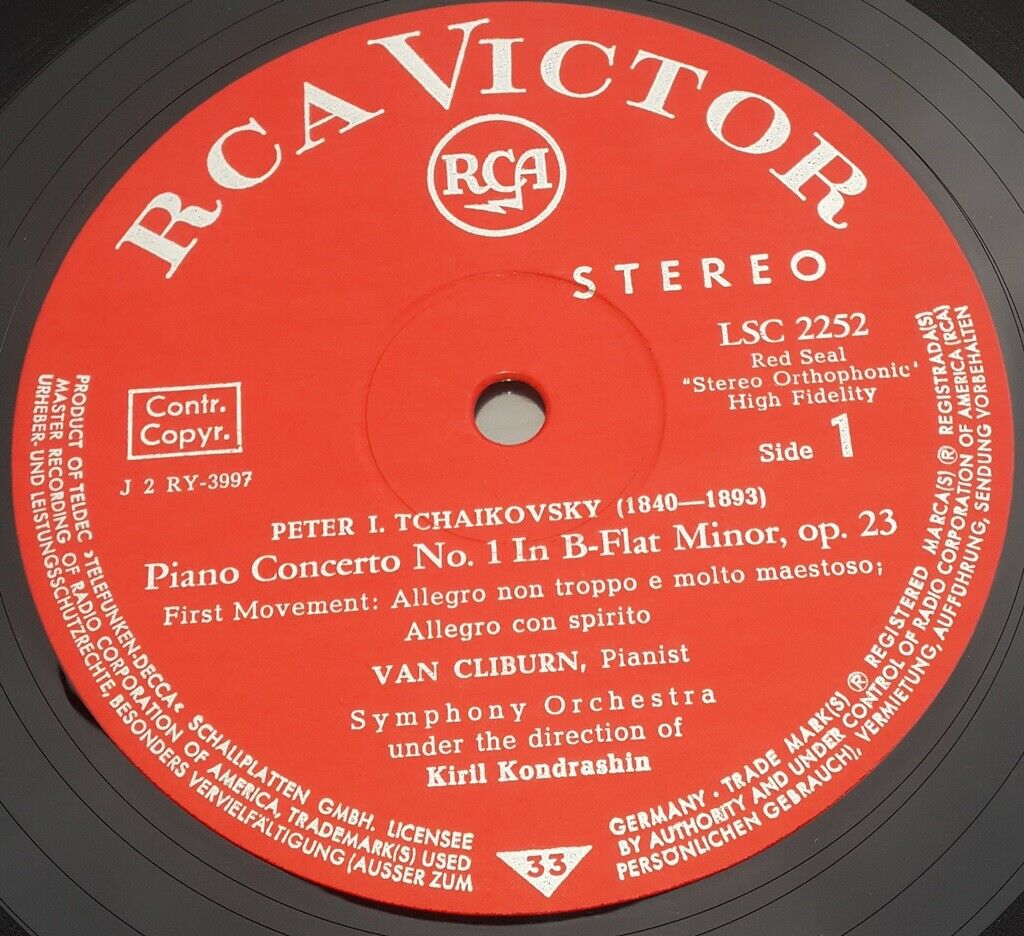 RCA VICTOR
RCA
STEREO
LSC 2252
Red Seal
"Stereo Orthophonic'
High Fidelity
Side 1
Contr.
Copyr.
J 2 RY-3997
PETER I. TCHAIKOVSKY (1840—1893)
Piano Concerto No. 1 In B-Flat Minor, op. 23
First Movement: Allegro non troppo e molto maestoso;
Allegro con spirito
VAN CLIBURN, Pianist
Symphony Orchestra
under the direction of
Kiril Kondrashin
PRODUCT OF TELDEC »TELEFUNKEN-DECCA« SCHALLPLATTEN GMBH. LICENSEE
MASTER RECORDING OF RADIO CORPORATION OF AMERICA, TRADEMARK(S) USED
URHEBER- UND LEISTUNGSSCHUTZRECHTE, BESONDERS VERVIELFÄLTIGUNG (AUSSER ZUM
33
GERMANY · TRADE MARK(S) ® REGISTERED MARCA(S) ® REGISTRADA(S)
BY AUTHORITY AND UNDER CONTROL OF RADIO CORPORATION OF AMERICA (RCA)
PERSÖNLICHEN GEBRAUCH), VERMIETUNG, AUFFÜHRUNG, SENDUNG VORBEHALTEN